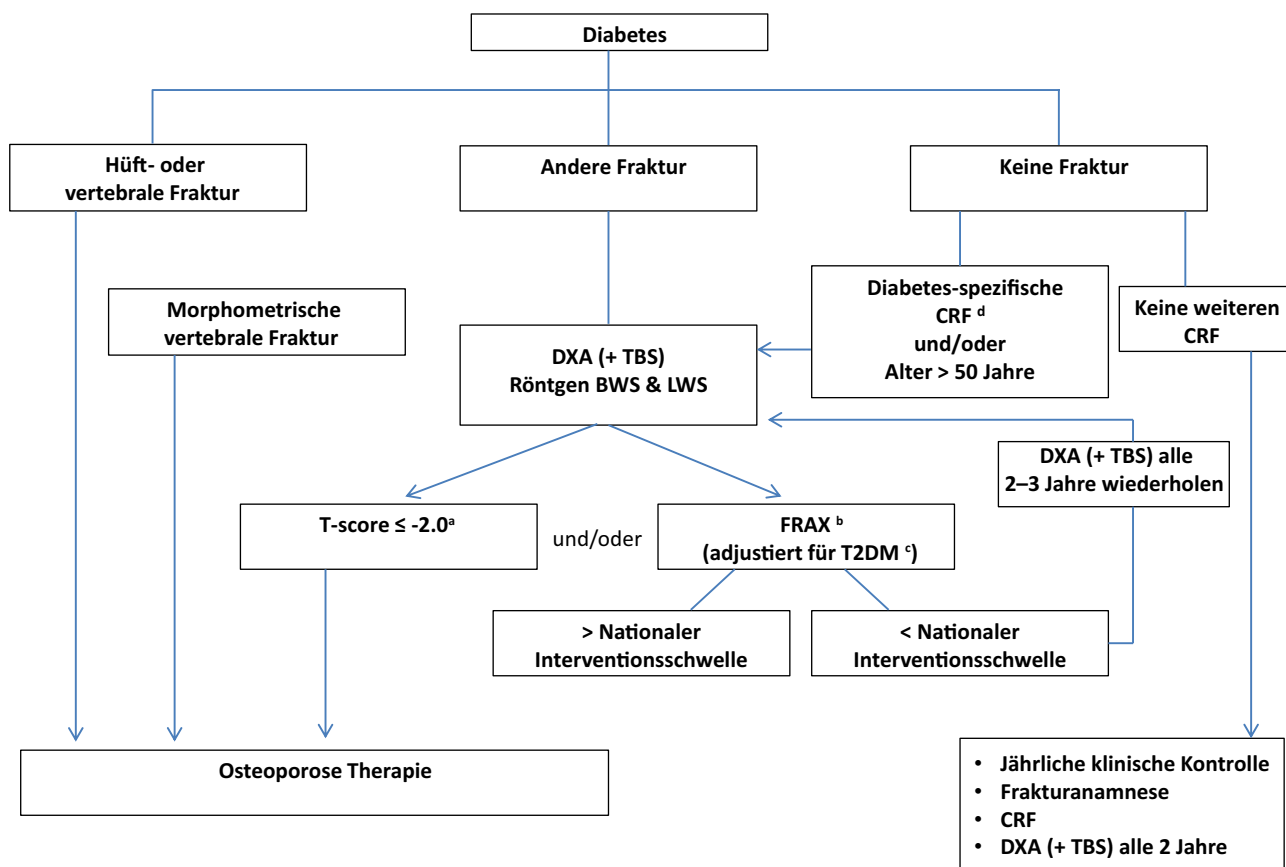 Diabetes
Hüft- oder
vertebrale Fraktur
Andere Fraktur
Keine Fraktur
Morphometrische
vertebrale Fraktur
Diabetes-spezifische
CRF d
und/oder
Alter > 50 Jahre
Keine weiteren
CRF
DXA (+ TBS)
Röntgen BWS & LWS
DXA (+ TBS) alle
2–3 Jahre wiederholen
T-score ≤ -2.0a
und/oder
FRAX b
(adjustiert für T2DM c)
> Nationaler
Interventionsschwelle
< Nationaler
Interventionsschwelle
Osteoporose Therapie
• Jährliche klinische Kontrolle
• Frakturanamnese
• CRF
• DXA (+ TBS) alle 2 Jahre